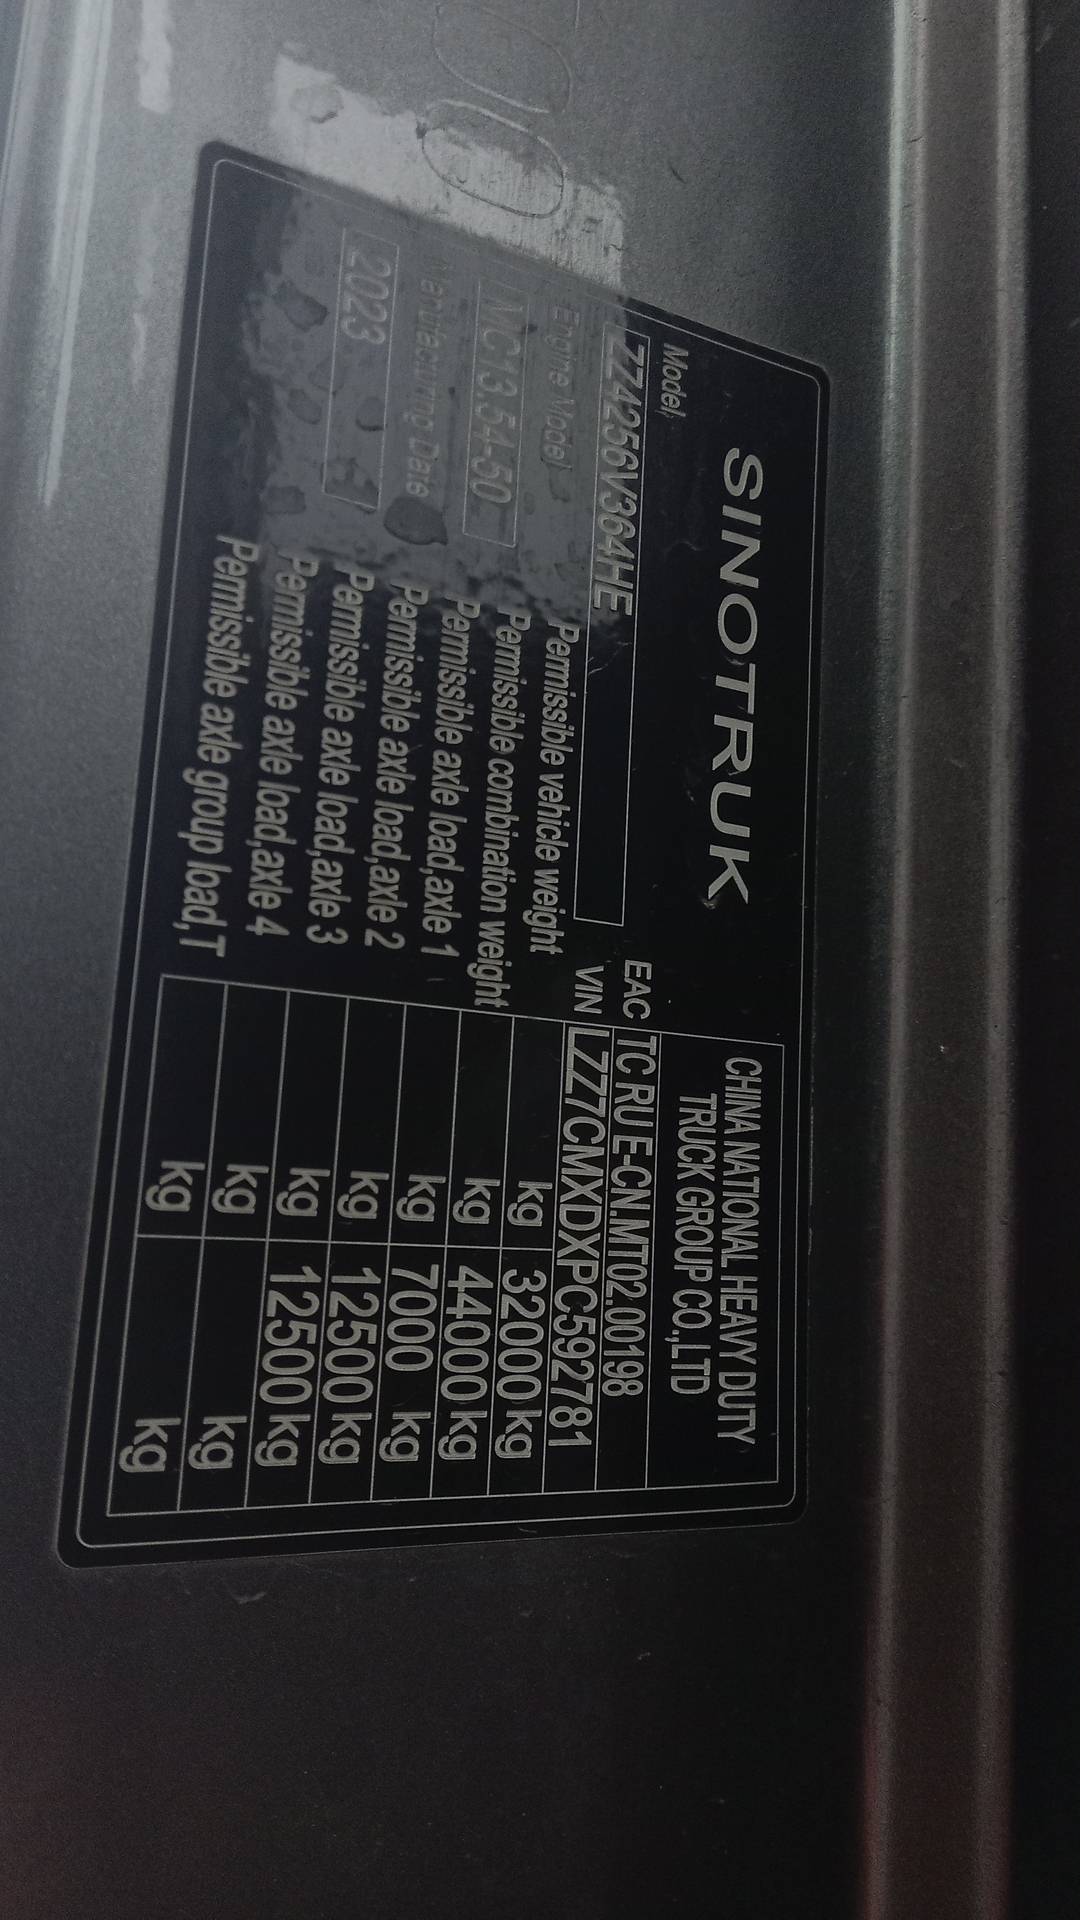 SINOTRUK
CHINA NATIONAL HEAVY DUTY
TRUCK GROUP CO.,LTD
Model
ZZ4256V364HE
EAC TC RU E-CN.MT02.00198
VIN LZZ7CMXDXPC592781
Engine Model
MC13.54-50
Manufacturing Date
2023
Permissible vehicle weight kg 32000 kg
Permissible combination weight kg 44000 kg
Permissible axle load,axle 1 kg 7000 kg
Permissible axle load,axle 2 kg 12500 kg
Permissible axle load,axle 3 kg 12500 kg
Permissible axle load,axle 4 kg kg
Permissible axle group load,T kg kg